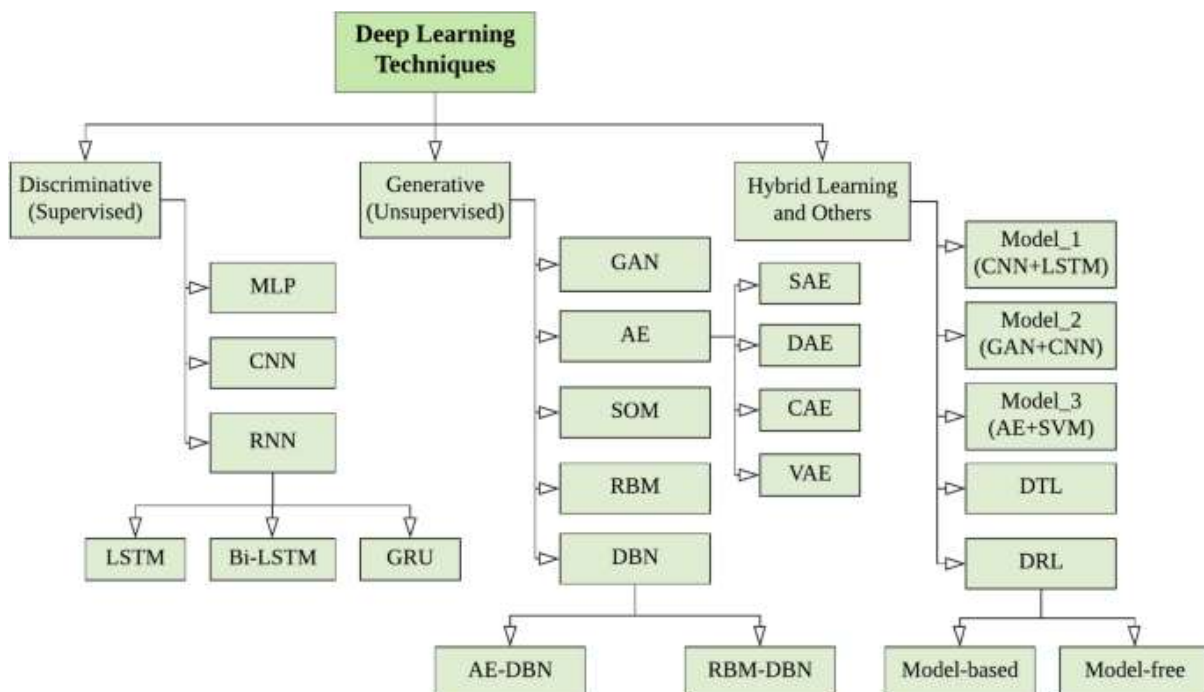 Deep Learning
Techniques
Discriminative
(Supervised)
Generative
(Unsupervised)
Hybrid Learning
and Others
MLP
CNN
RNN
LSTM
Bi-LSTM
GRU
GAN
AE
SOM
RBM
DBN
SAE
DAE
CAE
VAE
AE-DBN
RBM-DBN
Model_1
(CNN+LSTM)
Model_2
(GAN+CNN)
Model_3
(AE+SVM)
DTL
DRL
Model-based
Model-free